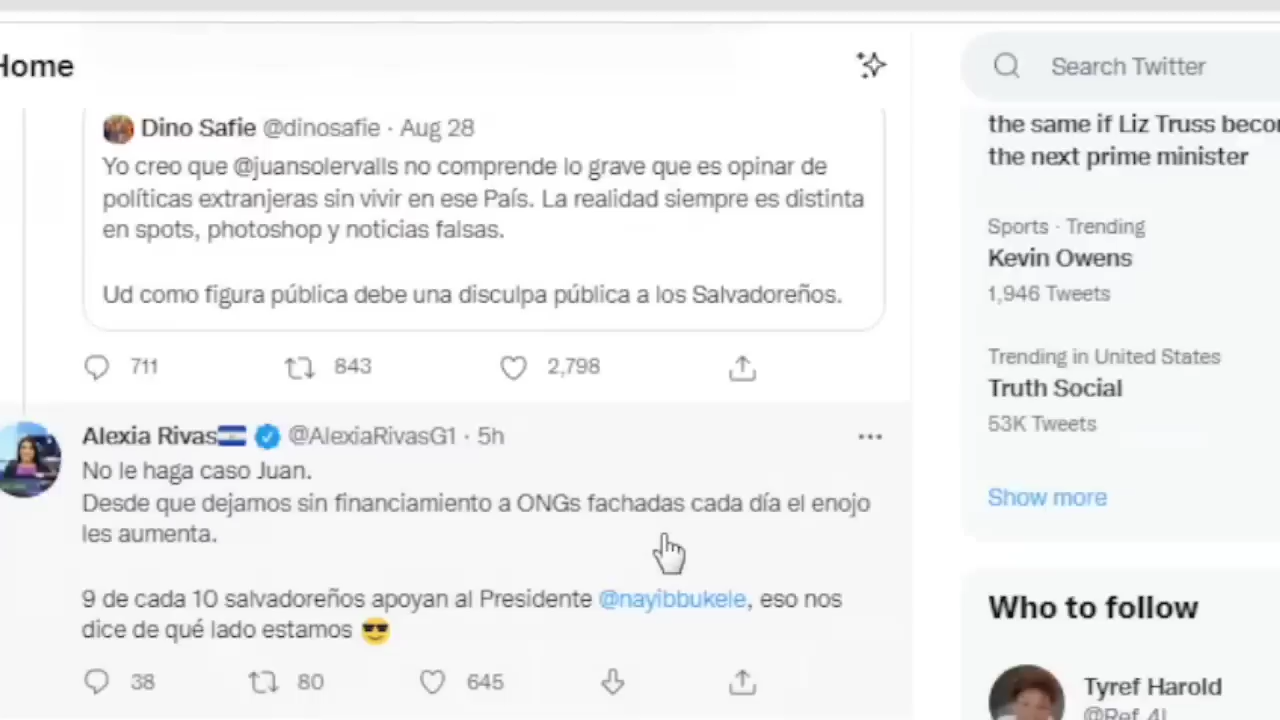 Home
Search Twitter
Dino Safie @dinosafie · Aug 28
Yo creo que @juansolervalls no comprende lo grave que es opinar de
políticas extranjeras sin vivir en ese País. La realidad siempre es distinta
en spots, photoshop y noticias falsas.
Ud como figura pública debe una disculpa pública a los Salvadoreños.
711 843 2,798
Alexia Rivas @AlexiaRivasG1 · 5h
No le haga caso Juan.
Desde que dejamos sin financiamiento a ONGs fachadas cada día el enojo
les aumenta.
9 de cada 10 salvadoreños apoyan al Presidente @nayibbukele, eso nos
dice de qué lado estamos 😎
38 80 645
the same if Liz Truss becom
the next prime minister
Sports · Trending
Kevin Owens
1,946 Tweets
Trending in United States
Truth Social
53K Tweets
Show more
Who to follow
Tyref Harold